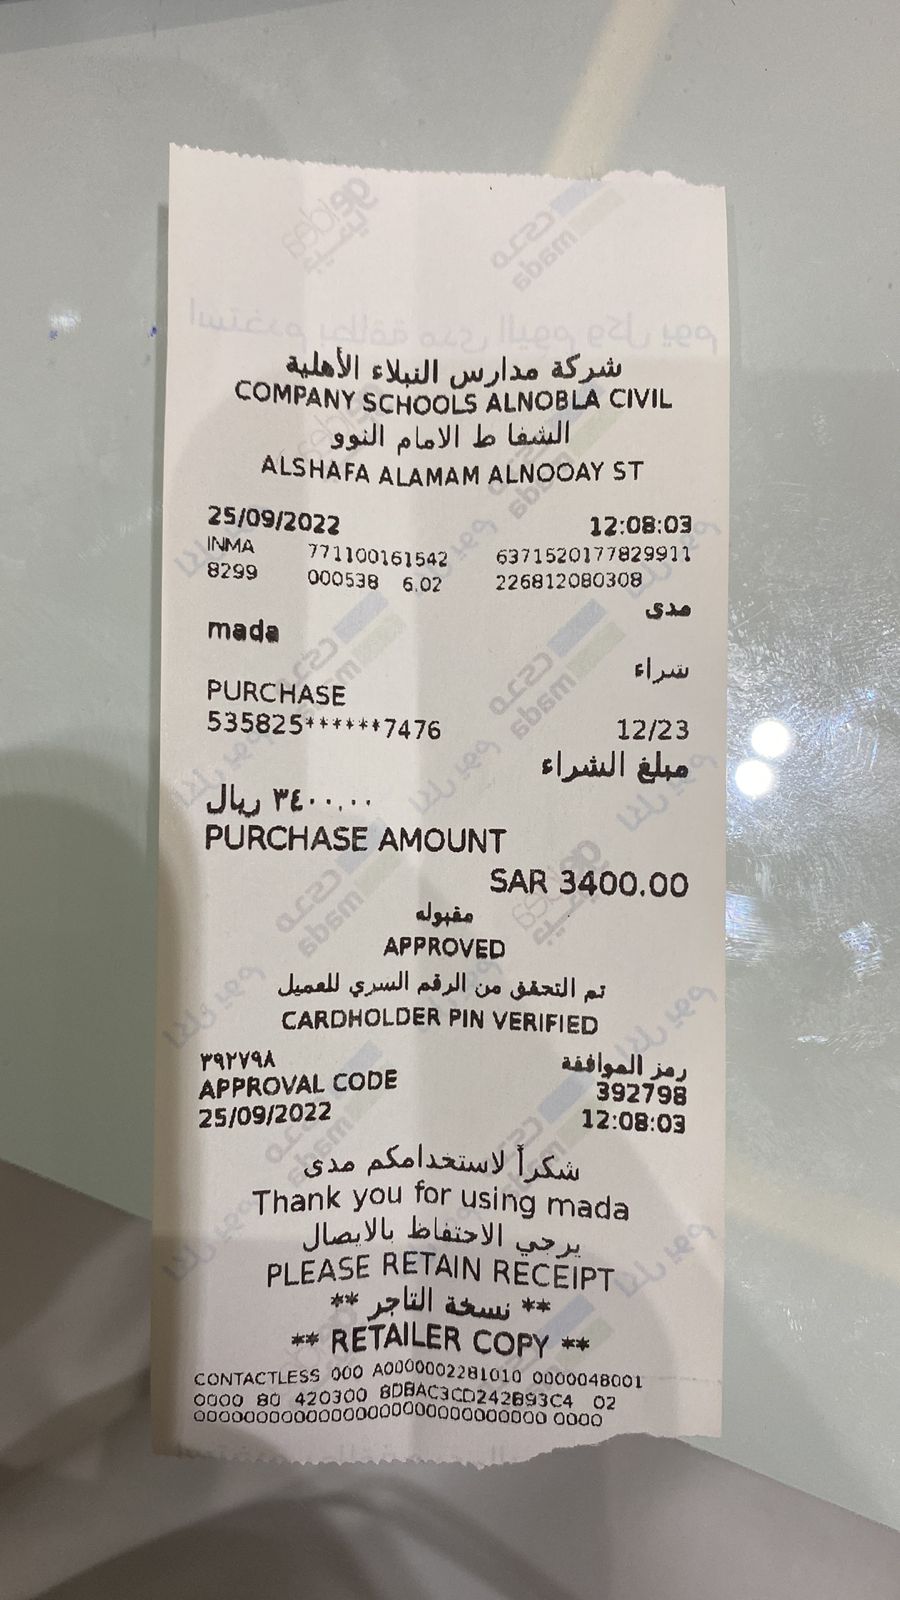 شركة مدارس النبلاء الأهلية
COMPANY SCHOOLS ALNOBLA CIVIL
الشفا ط الامام النوو
ALSHAFA ALAMAM ALNOOAY ST
25/09/2022 12:08:03
INMA 771100161542 6371520177829911
8299 000538 6.02 226812080308
مدى
mada
شراء
PURCHASE
535825******7476 12/23
مبلغ الشراء
٣٤٠٠.٠٠ ريال
PURCHASE AMOUNT
SAR 3400.00
مقبوله
APPROVED
تم التحقق من الرقم السري للعميل
CARDHOLDER PIN VERIFIED
رمز الموافقة ٣٩٢٧٩٨
APPROVAL CODE 392798
25/09/2022 12:08:03
شكراً لاستخدامكم مدى
Thank you for using mada
يرجي الاحتفاظ بالايصال
PLEASE RETAIN RECEIPT
** نسخة التاجر **
** RETAILER COPY **
CONTACTLESS 000 A0000002281010 0000048001
0000 80 420300 8DBAC3CD242B93C4 02
0000000000000000000000000000000 0000